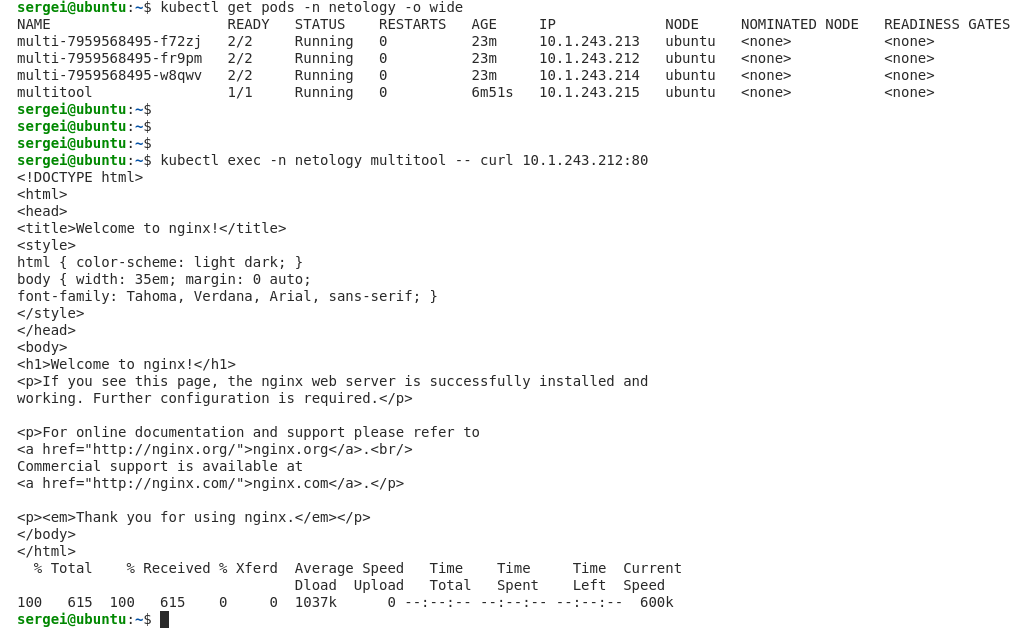 sergei@ubuntu:~$ kubectl get pods -n netology -o wide
NAME                     READY   STATUS    RESTARTS   AGE     IP             NODE     NOMINATED NODE   READINESS GATES
multi-7959568495-f72zj   2/2     Running   0          23m     10.1.243.213   ubuntu   <none>           <none>
multi-7959568495-fr9pm   2/2     Running   0          23m     10.1.243.212   ubuntu   <none>           <none>
multi-7959568495-w8qwv   2/2     Running   0          23m     10.1.243.214   ubuntu   <none>           <none>
multitool                1/1     Running   0          6m51s   10.1.243.215   ubuntu   <none>           <none>
sergei@ubuntu:~$
sergei@ubuntu:~$
sergei@ubuntu:~$
sergei@ubuntu:~$ kubectl exec -n netology multitool -- curl 10.1.243.212:80
<!DOCTYPE html>
<html>
<head>
<title>Welcome to nginx!</title>
<style>
html { color-scheme: light dark; }
body { width: 35em; margin: 0 auto;
font-family: Tahoma, Verdana, Arial, sans-serif; }
</style>
</head>
<body>
<h1>Welcome to nginx!</h1>
<p>If you see this page, the nginx web server is successfully installed and
working. Further configuration is required.</p>

<p>For online documentation and support please refer to
<a href="http://nginx.org/">nginx.org</a>.<br/>
Commercial support is available at
<a href="http://nginx.com/">nginx.com</a>.</p>

<p><em>Thank you for using nginx.</em></p>
</body>
</html>
  % Total    % Received % Xferd  Average Speed   Time    Time     Time  Current
                                 Dload  Upload   Total   Spent    Left  Speed
100   615  100   615    0     0  1037k      0 --:--:-- --:--:-- --:--:--  600k
sergei@ubuntu:~$